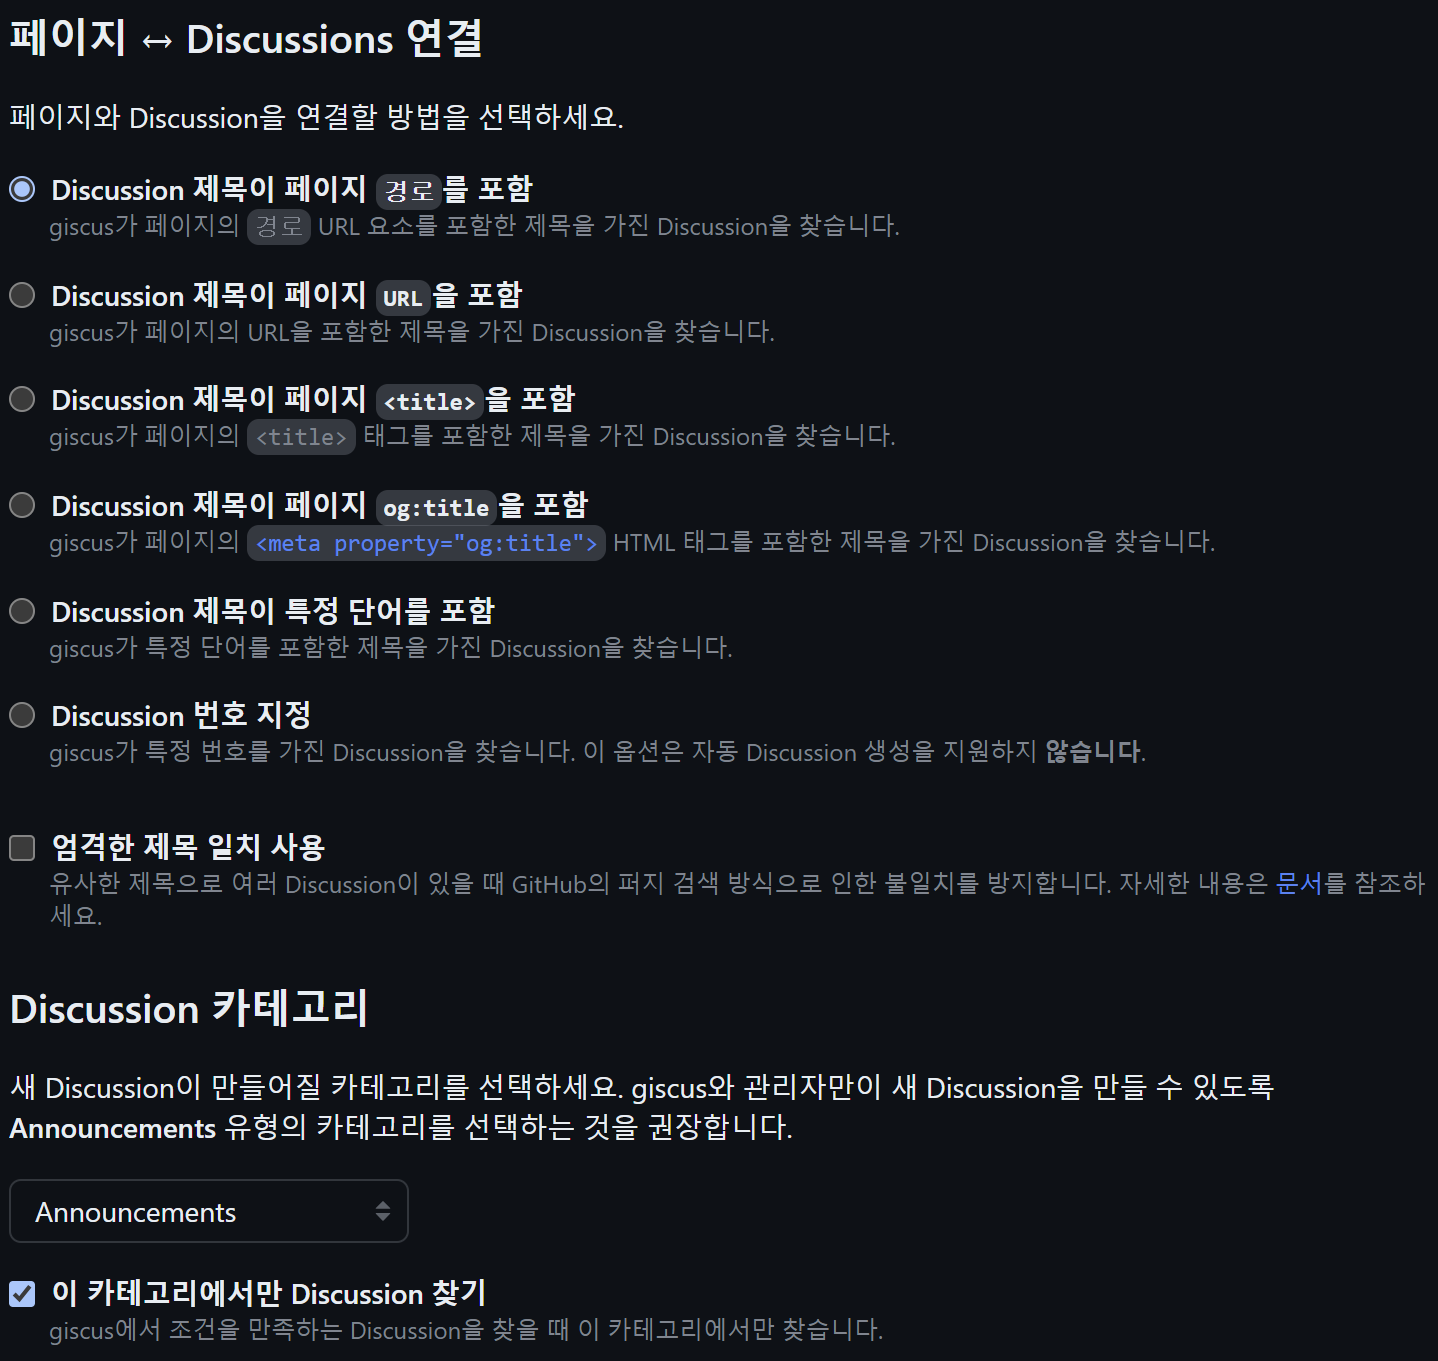 페이지 ↔ Discussions 연결
페이지와 Discussion을 연결할 방법을 선택하세요.
Discussion 제목이 페이지 경로를 포함
giscus가 페이지의 경로 URL 요소를 포함한 제목을 가진 Discussion을 찾습니다.
Discussion 제목이 페이지 URL을 포함
giscus가 페이지의 URL을 포함한 제목을 가진 Discussion을 찾습니다.
Discussion 제목이 페이지 <title>을 포함
giscus가 페이지의 <title> 태그를 포함한 제목을 가진 Discussion을 찾습니다.
Discussion 제목이 페이지 og:title을 포함
giscus가 페이지의 <meta property="og:title"> HTML 태그를 포함한 제목을 가진 Discussion을 찾습니다.
Discussion 제목이 특정 단어를 포함
giscus가 특정 단어를 포함한 제목을 가진 Discussion을 찾습니다.
Discussion 번호 지정
giscus가 특정 번호를 가진 Discussion을 찾습니다. 이 옵션은 자동 Discussion 생성을 지원하지 않습니다.
엄격한 제목 일치 사용
유사한 제목으로 여러 Discussion이 있을 때 GitHub의 퍼지 검색 방식으로 인한 불일치를 방지합니다. 자세한 내용은 문서를 참조하
세요.
Discussion 카테고리
새 Discussion이 만들어질 카테고리를 선택하세요. giscus와 관리자만이 새 Discussion을 만들 수 있도록
Announcements 유형의 카테고리를 선택하는 것을 권장합니다.
Announcements
이 카테고리에서만 Discussion 찾기
giscus에서 조건을 만족하는 Discussion을 찾을 때 이 카테고리에서만 찾습니다.